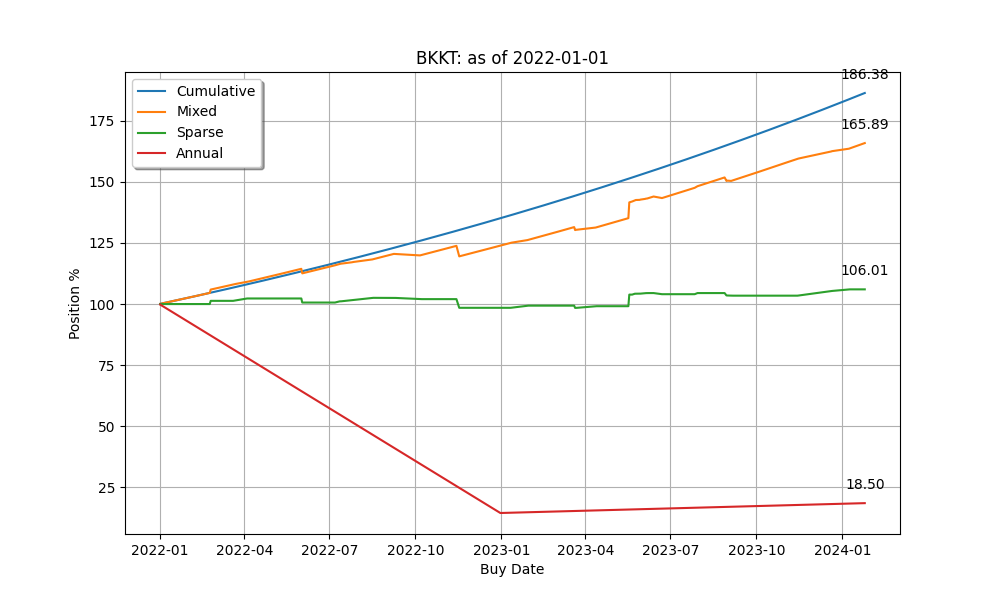 BKKT: as of 2022-01-01
186.38
Cumulative
Mixed
Sparse
Annual
165.89
106.01
18.50
175
150
125
100
75
50
25
Position %
2022-01 2022-04 2022-07 2022-10 2023-01 2023-04 2023-07 2023-10 2024-01
Buy Date